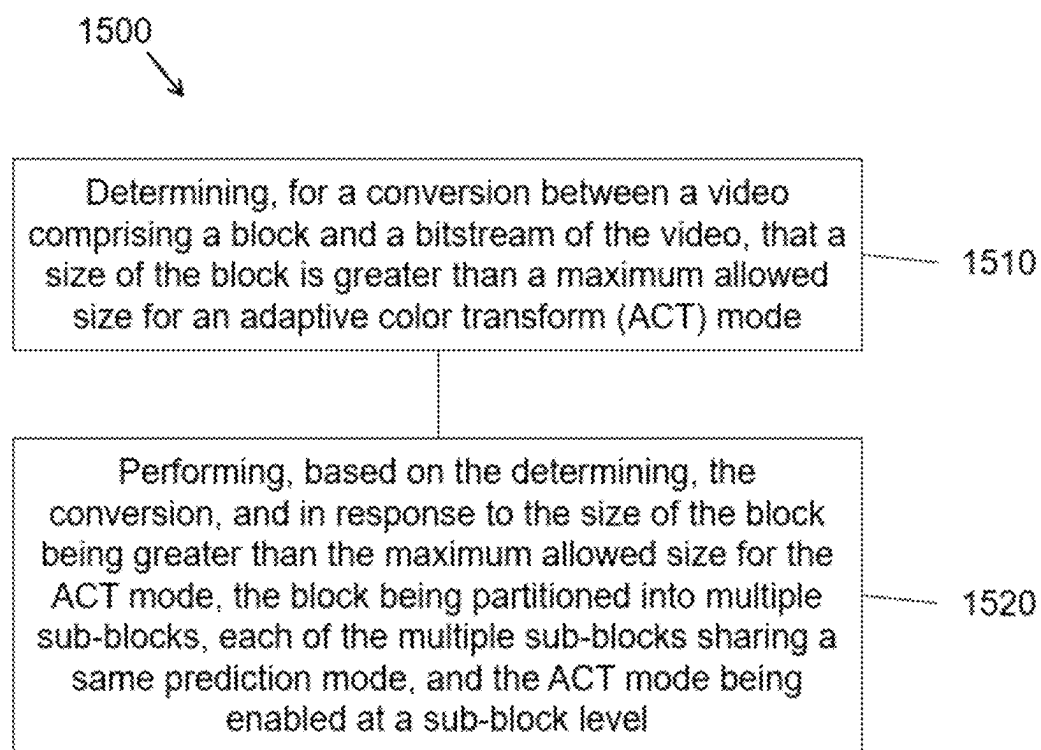 1500
Determining, for a conversion between a video
comprising a block and a bitstream of the video, that a
size of the block is greater than a maximum allowed
size for an adaptive color transform (ACT) mode
1510
Performing, based on the determining, the
conversion, and in response to the size of the block
being greater than the maximum allowed size for the
ACT mode, the block being partitioned into multiple
sub-blocks, each of the multiple sub-blocks sharing a
same prediction mode, and the ACT mode being
enabled at a sub-block level
1520